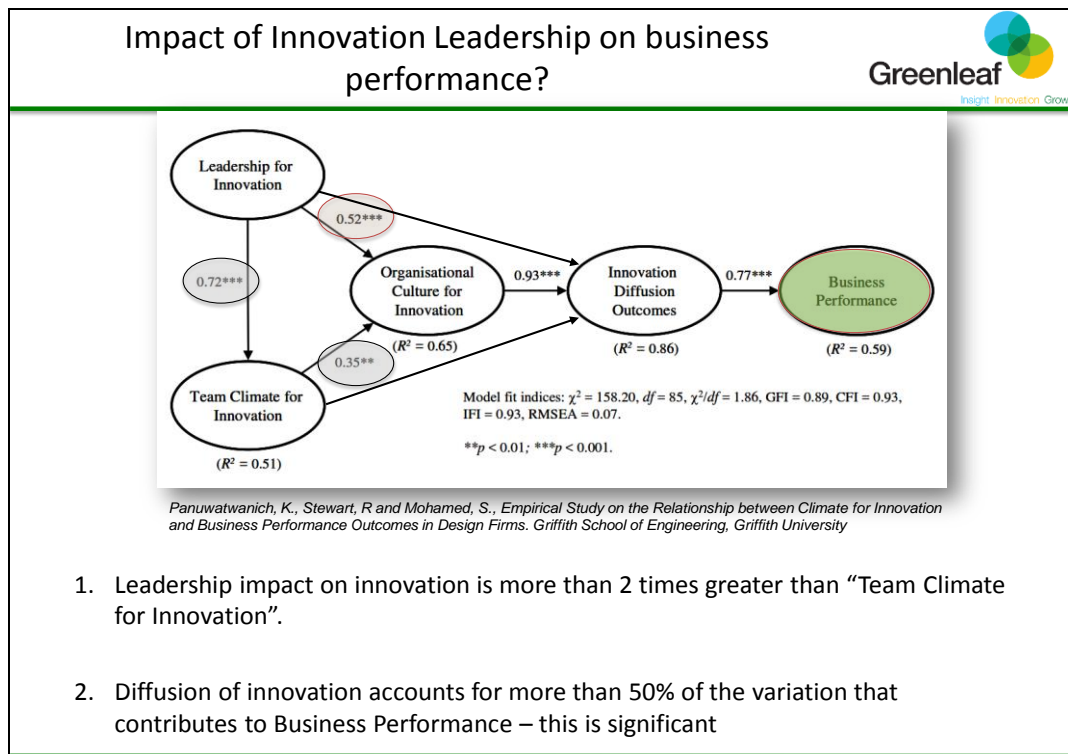 Impact of Innovation Leadership on business
performance?
Greenleaf
Insight Innovation Grow
Leadership for
Innovation
0.52***
0.72***
Organisational
Culture for
Innovation
0.93***
Innovation
Diffusion
Outcomes
0.77***
Business
Performance
(R² = 0.65)
(R² = 0.86)
(R² = 0.59)
0.35**
Team Climate for
Innovation
(R² = 0.51)
Model fit indices: χ² = 158.20, df = 85, χ²/df = 1.86, GFI = 0.89, CFI = 0.93,
IFI = 0.93, RMSEA = 0.07.
**p < 0.01; ***p < 0.001.
Panuwatwanich, K., Stewart, R and Mohamed, S., Empirical Study on the Relationship between Climate for Innovation
and Business Performance Outcomes in Design Firms. Griffith School of Engineering, Griffith University
1. Leadership impact on innovation is more than 2 times greater than “Team Climate
for Innovation”.
2. Diffusion of innovation accounts for more than 50% of the variation that
contributes to Business Performance – this is significant